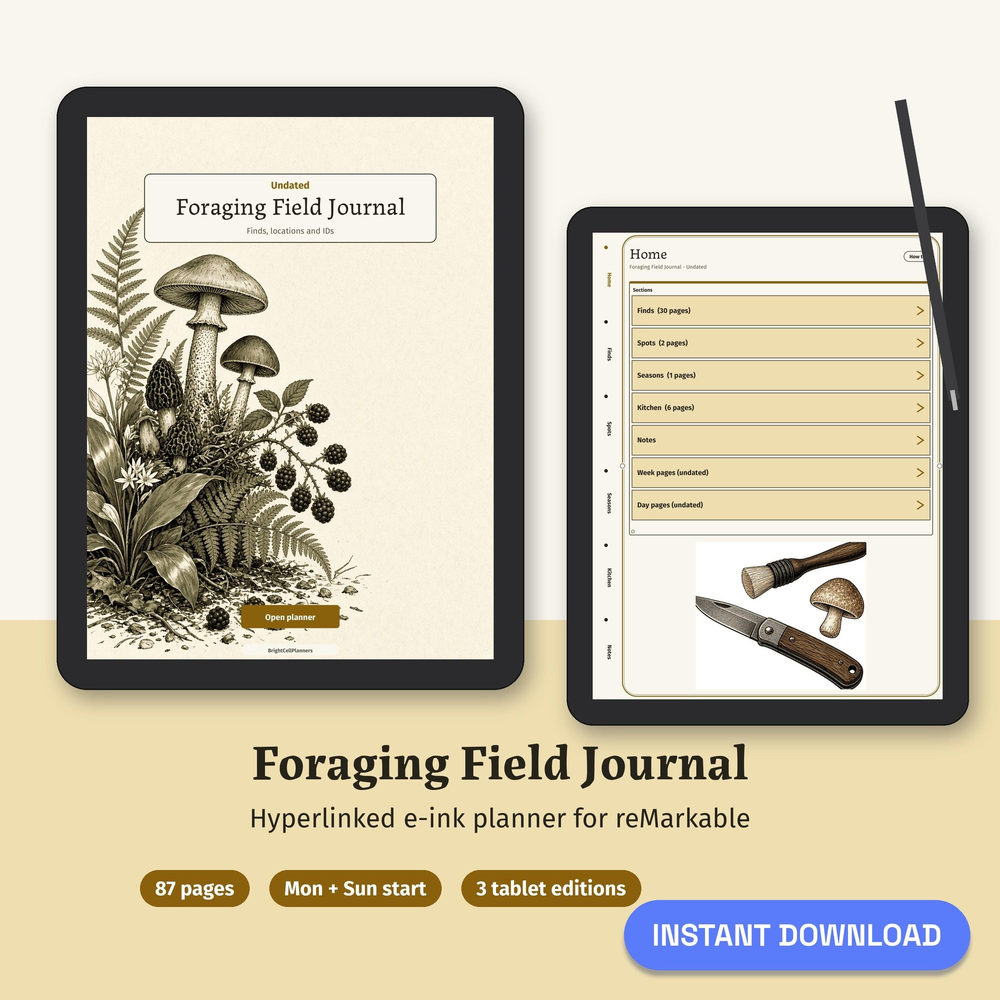 Undated
Foraging Field Journal
Finds, locations and IDs
Open planner
BrightCellPlanners
Home
Foraging Field Journal - Undated
How
Sections
Finds (30 pages)
Spots (2 pages)
Seasons (1 pages)
Kitchen (6 pages)
Notes
Week pages (undated)
Day pages (undated)
Home
Finds
Spots
Seasons
Kitchen
Notes
Foraging Field Journal
Hyperlinked e-ink planner for reMarkable
87 pages
Mon + Sun start
3 tablet editions
INSTANT DOWNLOAD